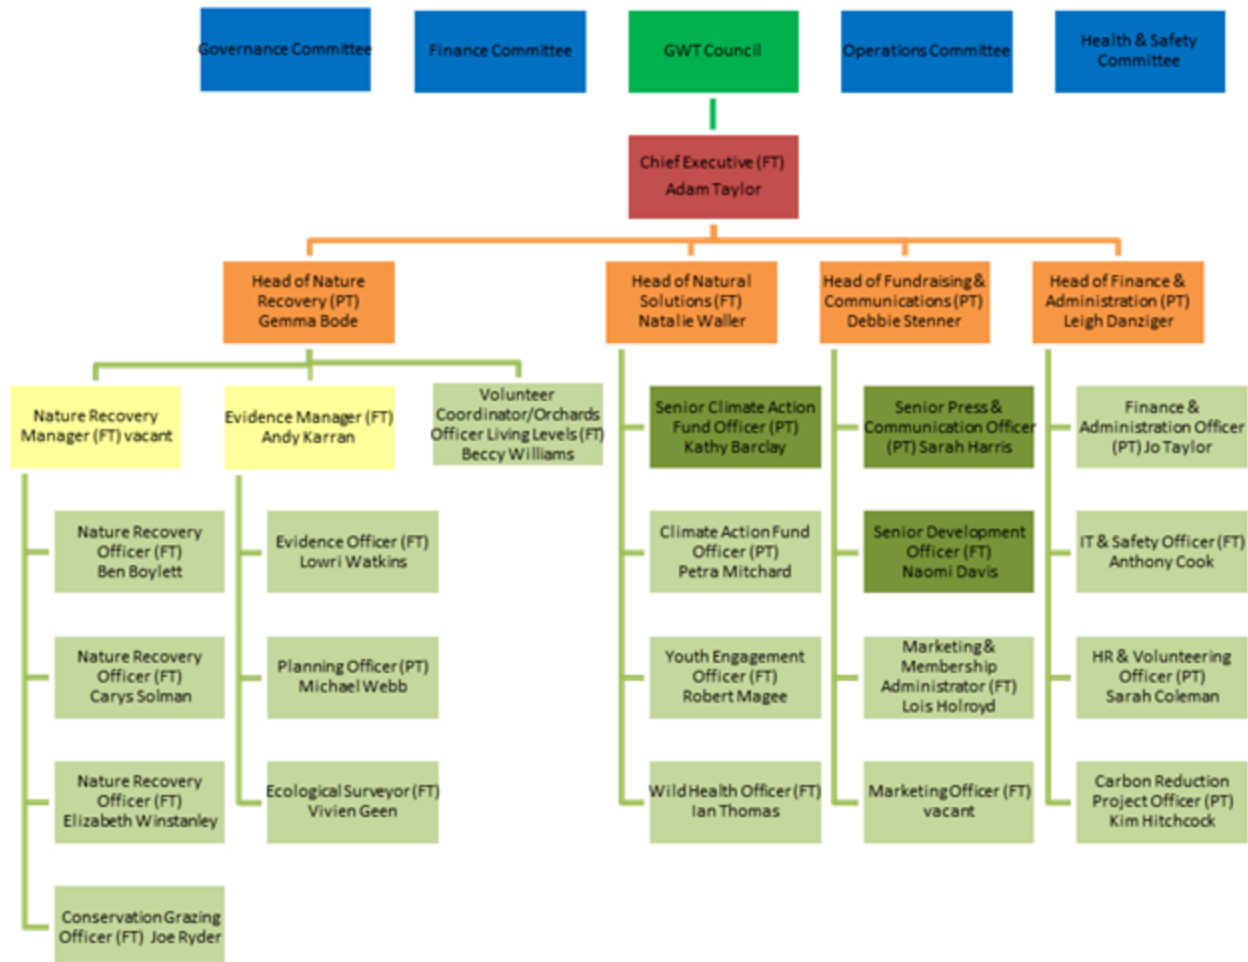 Governance Committee
Finance Committee
GWT Council
Operations Committee
Health & Safety
Committee
Chief Executive (FT)
Adam Taylor
Head of Nature
Recovery (PT)
Gemma Bode
Head of Natural
Solutions (FT)
Natalie Waller
Head of Fundraising &
Communications (PT)
Debbie Stenner
Head of Finance &
Administration (PT)
Leigh Danziger
Nature Recovery
Manager (FT) vacant
Evidence Manager (FT)
Andy Karran
Volunteer
Coordinator/Orchards
Officer Living Levels (FT)
Beccy Williams
Senior Climate Action
Fund Officer (PT)
Kathy Barclay
Senior Press &
Communication Officer
(PT) Sarah Harris
Finance &
Administration Officer
(PT) Jo Taylor
Nature Recovery
Officer (FT)
Ben Boylett
Evidence Officer (FT)
Lowri Watkins
Climate Action Fund
Officer (PT)
Petra Mitchard
Senior Development
Officer (FT)
Naomi Davis
IT & Safety Officer (FT)
Anthony Cook
Nature Recovery
Officer (FT)
Carys Solman
Planning Officer (PT)
Michael Webb
Youth Engagement
Officer (FT)
Robert Magee
Marketing &
Membership
Administrator (FT)
Lois Holroyd
HR & Volunteering
Officer (PT)
Sarah Coleman
Nature Recovery
Officer (FT)
Elizabeth Winstanley
Ecological Surveyor (FT)
Vivien Geen
Wild Health Officer (FT)
Ian Thomas
Marketing Officer (FT)
vacant
Carbon Reduction
Project Officer (PT)
Kim Hitchcock
Conservation Grazing
Officer (FT) Joe Ryder